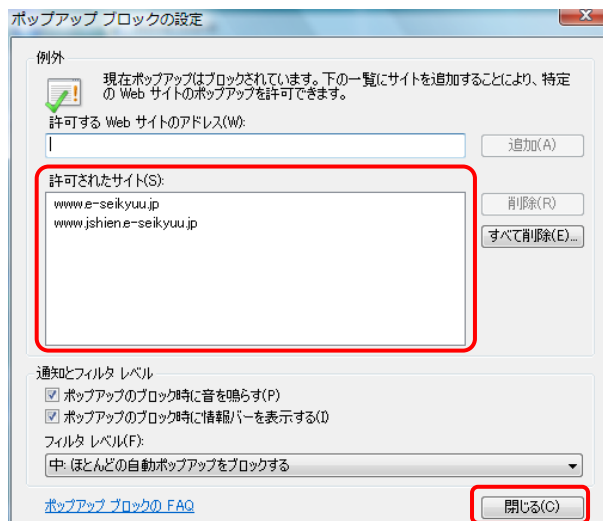 ポップアップ ブロックの設定
例外
現在ポップアップはブロックされています。下の一覧にサイトを追加することにより、特定
の Web サイトのポップアップを許可できます。
許可する Web サイトのアドレス(W):
追加(A)
許可されたサイト(S):
www.e-seikyuu.jp
www.jshien.e-seikyuu.jp
削除(R)
すべて削除(E)...
通知とフィルタ レベル
ポップアップのブロック時に音を鳴らす(P)
ポップアップのブロック時に情報バーを表示する(I)
フィルタ レベル(F):
中: ほとんどの自動ポップアップをブロックする
ポップアップ ブロックの FAQ
閉じる(C)